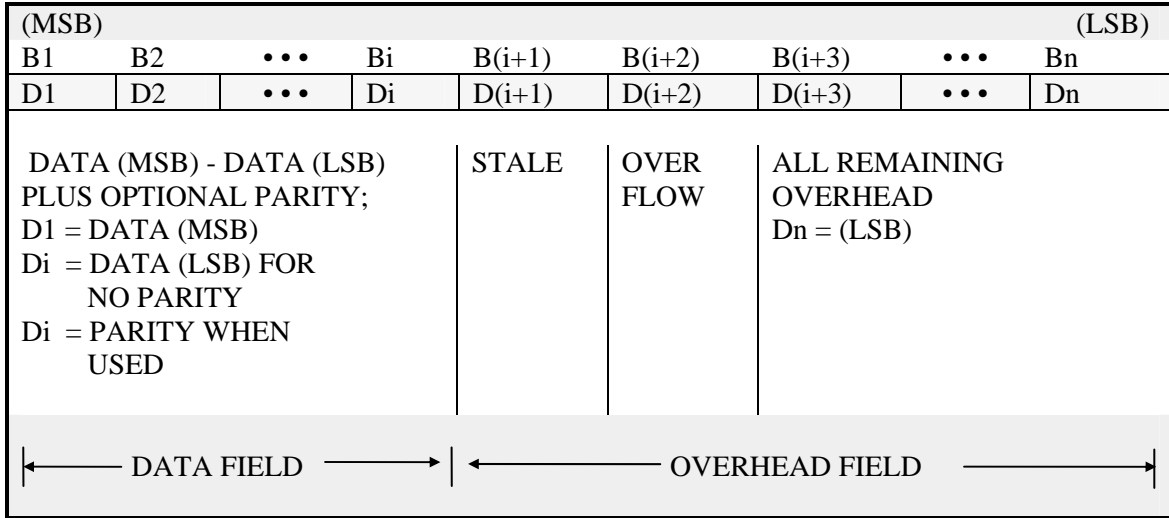 (MSB) (LSB)
B1 B2 ••• Bi B(i+1) B(i+2) B(i+3) ••• Bn
D1 D2 ••• Di D(i+1) D(i+2) D(i+3) ••• Dn
DATA (MSB) - DATA (LSB)
PLUS OPTIONAL PARITY;
D1 = DATA (MSB)
Di = DATA (LSB) FOR
NO PARITY
Di = PARITY WHEN
USED
STALE
OVER
FLOW
ALL REMAINING
OVERHEAD
Dn = (LSB)
DATA FIELD
OVERHEAD FIELD